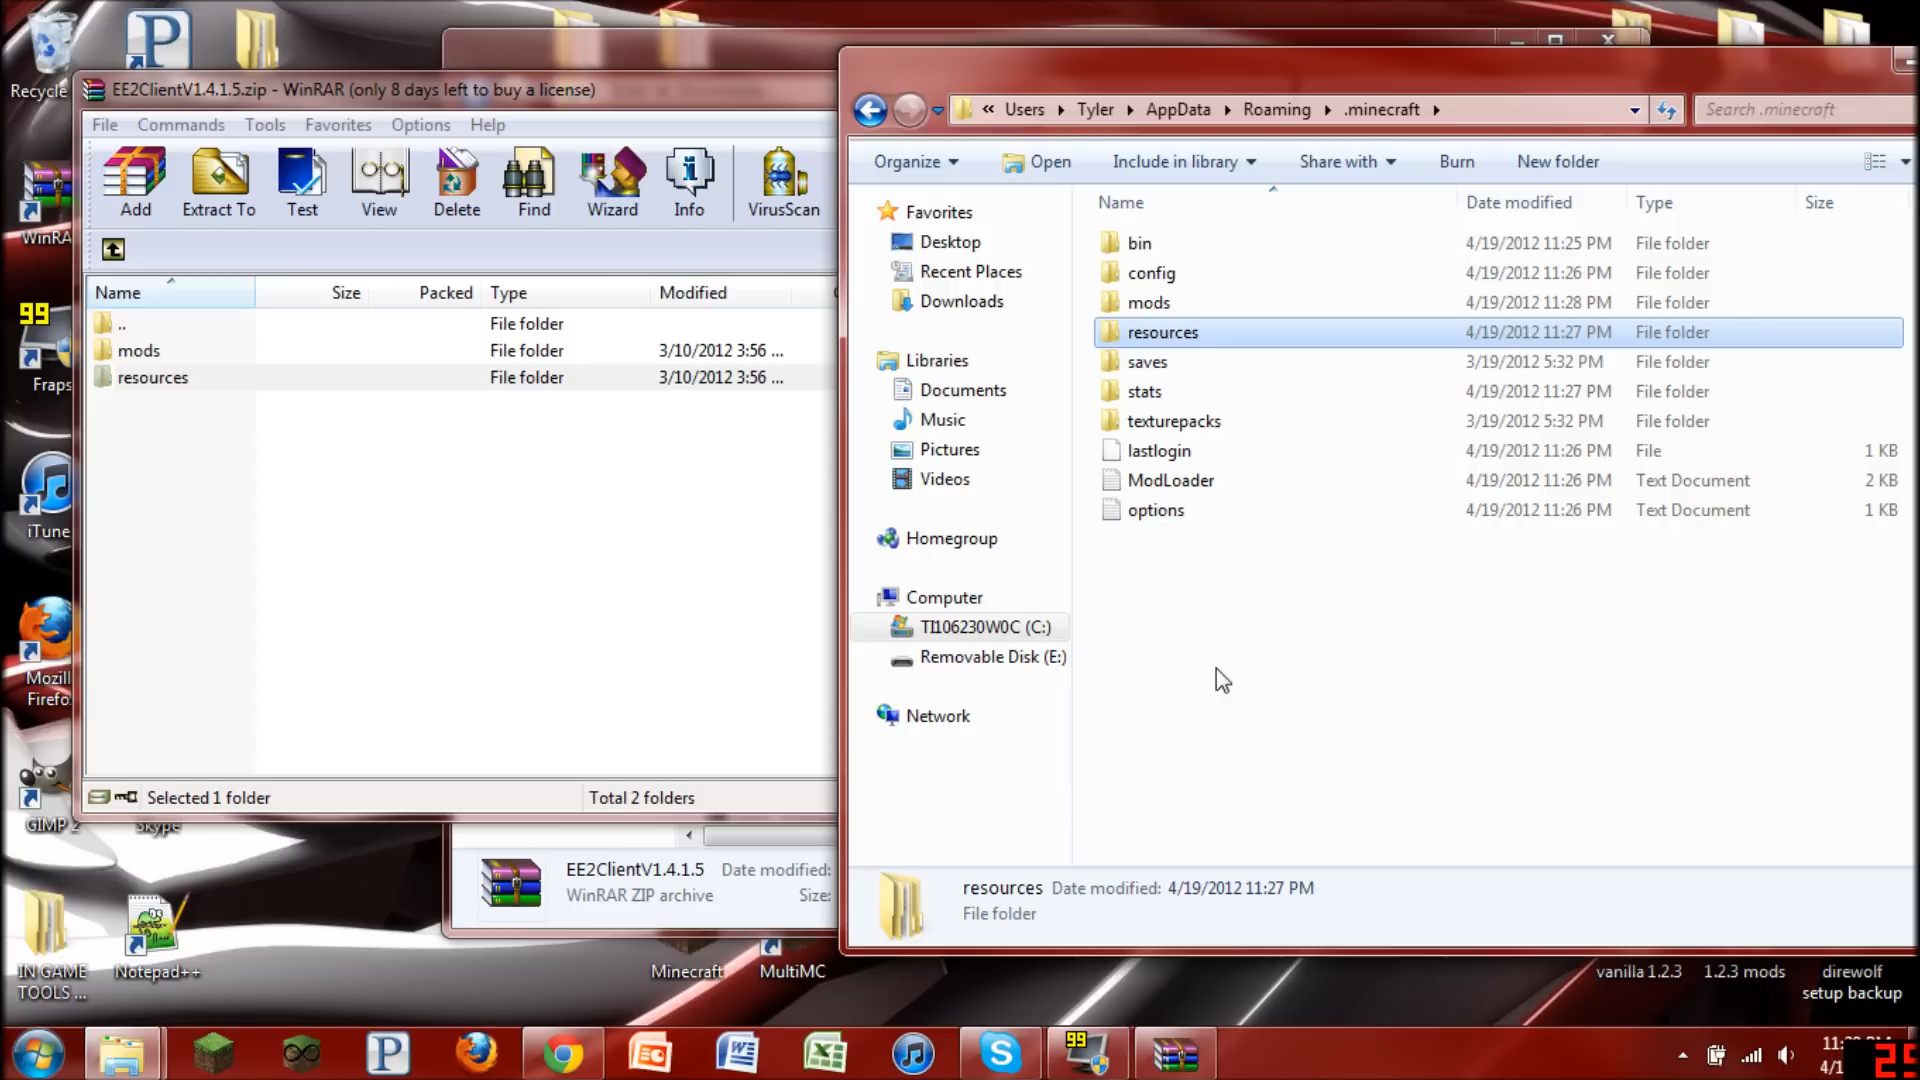 Recycle
EE2ClientV1.4.1.5.zip - WinRAR (only 8 days left to buy a license)
File Commands Tools Favorites Options Help
Add Extract To Test View Delete Find Wizard Info VirusScan
Name Size Packed Type Modified
.. File folder
mods File folder 3/10/2012 3:56 ...
resources File folder 3/10/2012 3:56 ...
Selected 1 folder Total 2 folders
WinRA
99
Fraps
iTune
Mozill
Firefo
GIMP 2
Skype
IN GAME
TOOLS ...
Notepad++
EE2ClientV1.4.1.5 Date modified:
WinRAR ZIP archive Size:
Minecraft
MultiMC
« Users Tyler AppData Roaming .minecraft
Search .minecraft
Organize Open Include in library Share with Burn New folder
Favorites
Desktop
Recent Places
Downloads
Libraries
Documents
Music
Pictures
Videos
Homegroup
Computer
TI106230W0C (C:)
Removable Disk (E:)
Network
Name Date modified Type Size
bin 4/19/2012 11:25 PM File folder
config 4/19/2012 11:26 PM File folder
mods 4/19/2012 11:28 PM File folder
resources 4/19/2012 11:27 PM File folder
saves 3/19/2012 5:32 PM File folder
stats 4/19/2012 11:27 PM File folder
texturepacks 3/19/2012 5:32 PM File folder
lastlogin 4/19/2012 11:26 PM File 1 KB
ModLoader 4/19/2012 11:26 PM Text Document 2 KB
options 4/19/2012 11:26 PM Text Document 1 KB
resources Date modified: 4/19/2012 11:27 PM
File folder
vanilla 1.2.3
1.2.3 mods
direwolf
setup backup
99
4/1